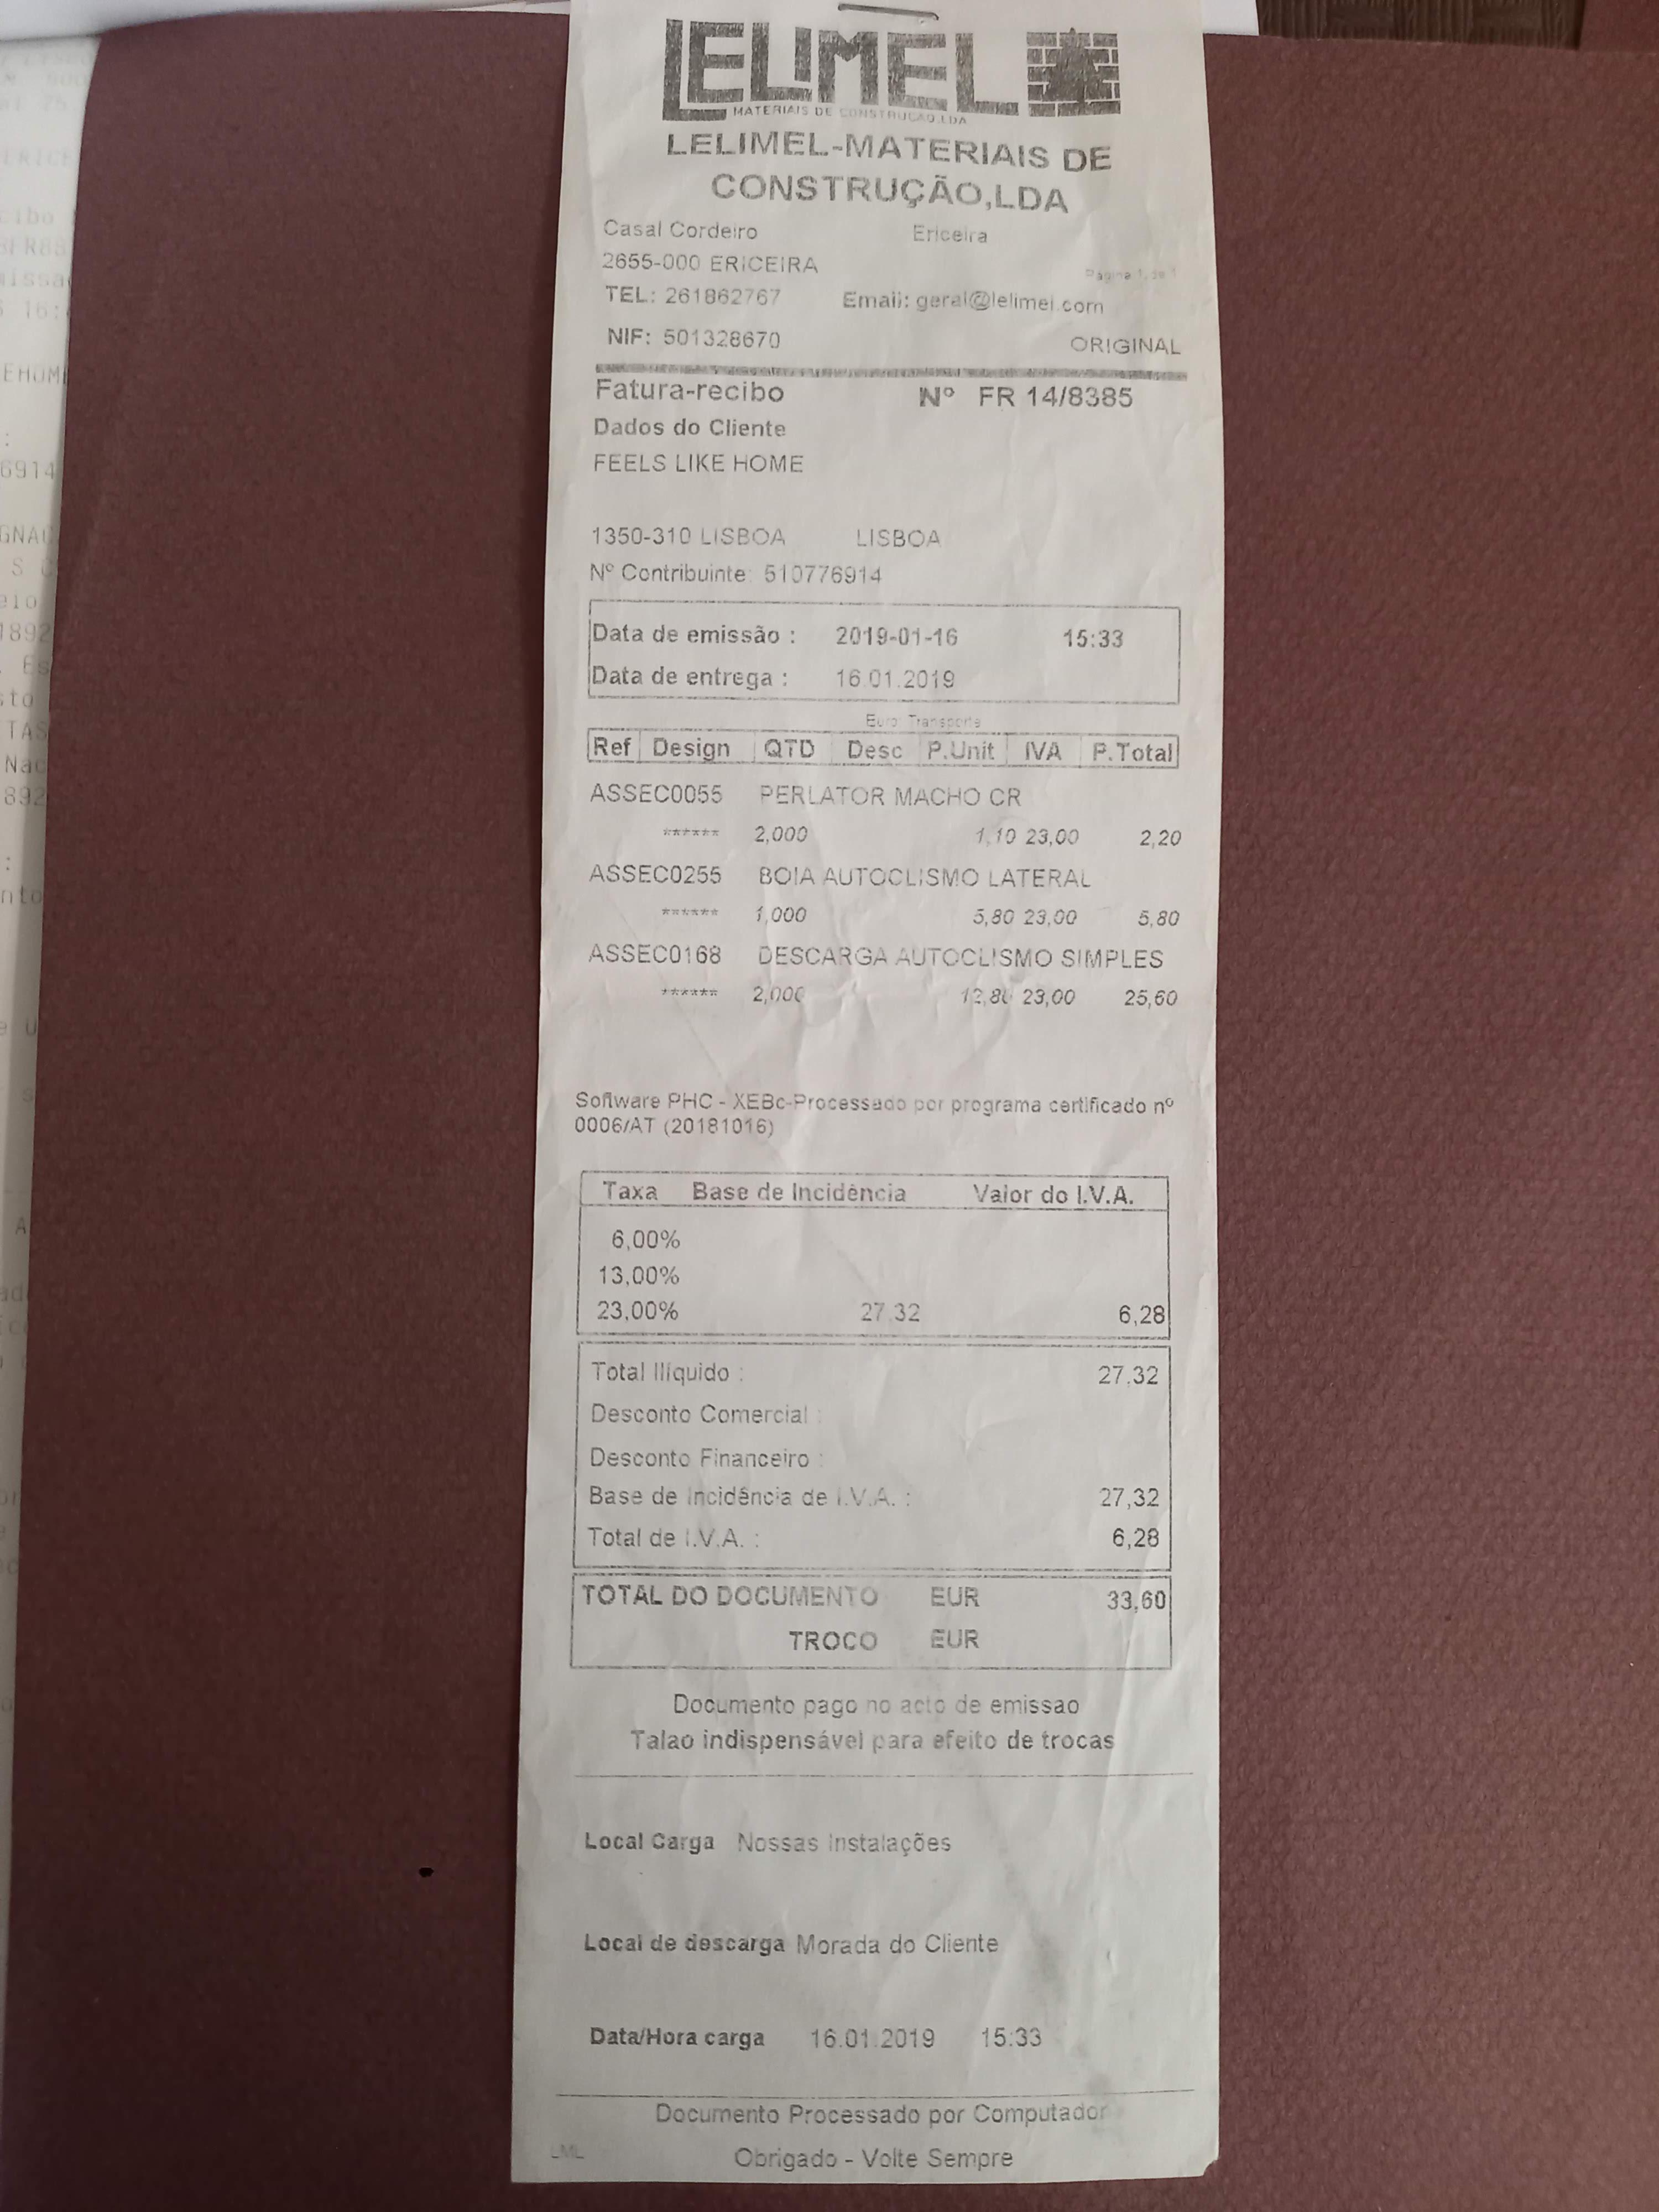 LELIMEL
MATERIAIS DE CONSTRUÇÃO,LDA
LELIMEL-MATERIAIS DE
CONSTRUÇÃO,LDA
Casal Cordeiro Ericeira
2655-000 ERICEIRA
Página 1 de 1
TEL: 261862767 Email: geral@lelimel.com
NIF: 501328670 ORIGINAL
Fatura-recibo Nº FR 14/8385
Dados do Cliente
FEELS LIKE HOME
1350-310 LISBOA LISBOA
Nº Contribuinte: 510776914
Data de emissão : 2019-01-16 15:33
Data de entrega : 16.01.2019
Euro Transporte
Ref Design QTD Desc P.Unit IVA P.Total
ASSEC0055 PERLATOR MACHO CR
****** 2,000 1,10 23,00 2,20
ASSEC0255 BOIA AUTOCLISMO LATERAL
****** 1,000 5,80 23,00 5,80
ASSEC0168 DESCARGA AUTOCLISMO SIMPLES
****** 2,000 12,80 23,00 25,60
Software PHC - XEBc-Processado por programa certificado nº
0006/AT (20181016)
Taxa Base de Incidência Valor do I.V.A.
6,00%
13,00%
23,00% 27,32 6,28
Total Ilíquido : 27,32
Desconto Comercial :
Desconto Financeiro :
Base de Incidência de I.V.A. : 27,32
Total de I.V.A. : 6,28
TOTAL DO DOCUMENTO EUR 33,60
TROCO EUR
Documento pago no acto de emissao
Talao indispensável para efeito de trocas
Local Carga Nossas Instalações
Local de descarga Morada do Cliente
Data/Hora carga 16.01.2019 15:33
Documento Processado por Computador
LML Obrigado - Volte Sempre